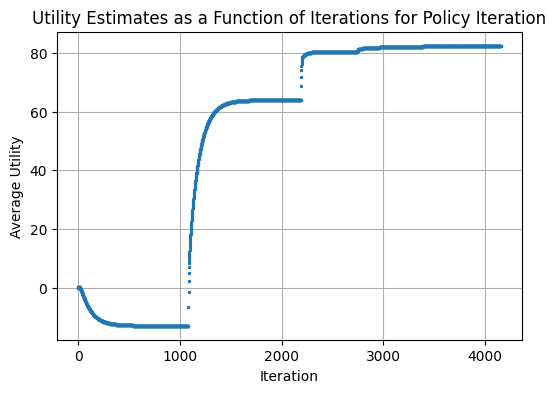 Utility Estimates as a Function of Iterations for Policy Iteration
80
60
40
20
0
Average Utility
0 1000 2000 3000 4000
Iteration